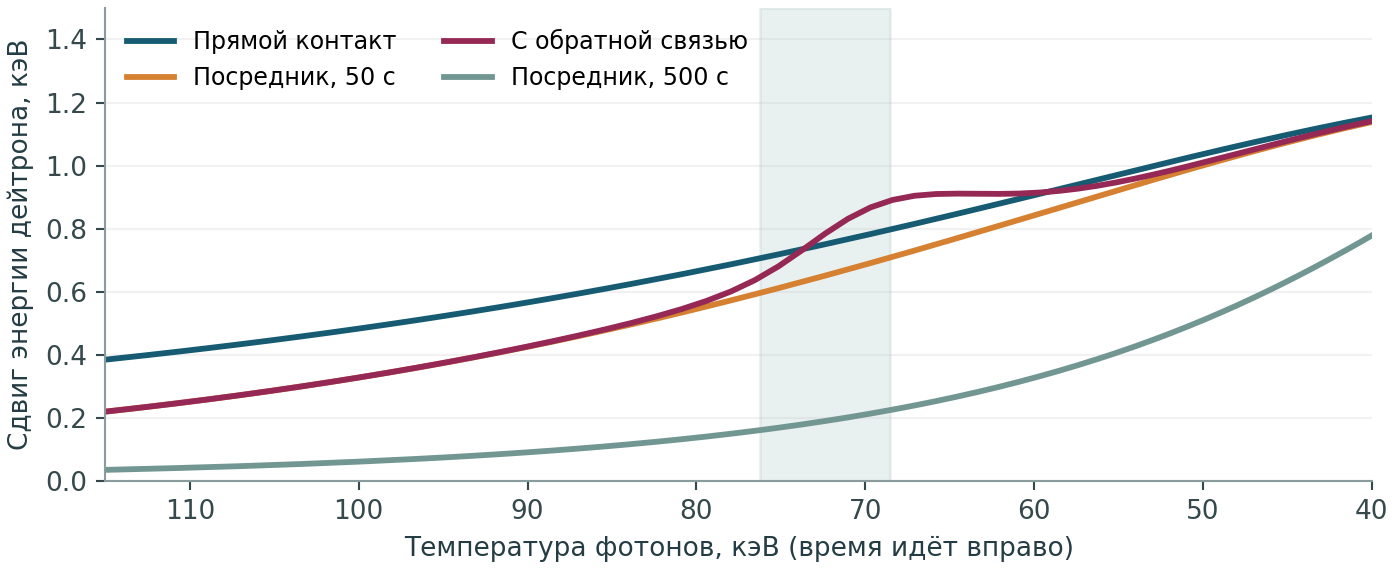 Сдвиг энергии дейтрона, кэВ
1.4
1.2
1.0
0.8
0.6
0.4
0.2
0.0
Прямой контакт
Посредник, 50 с
С обратной связью
Посредник, 500 с
110 100 90 80 70 60 50 40
Температура фотонов, кэВ (время идёт вправо)